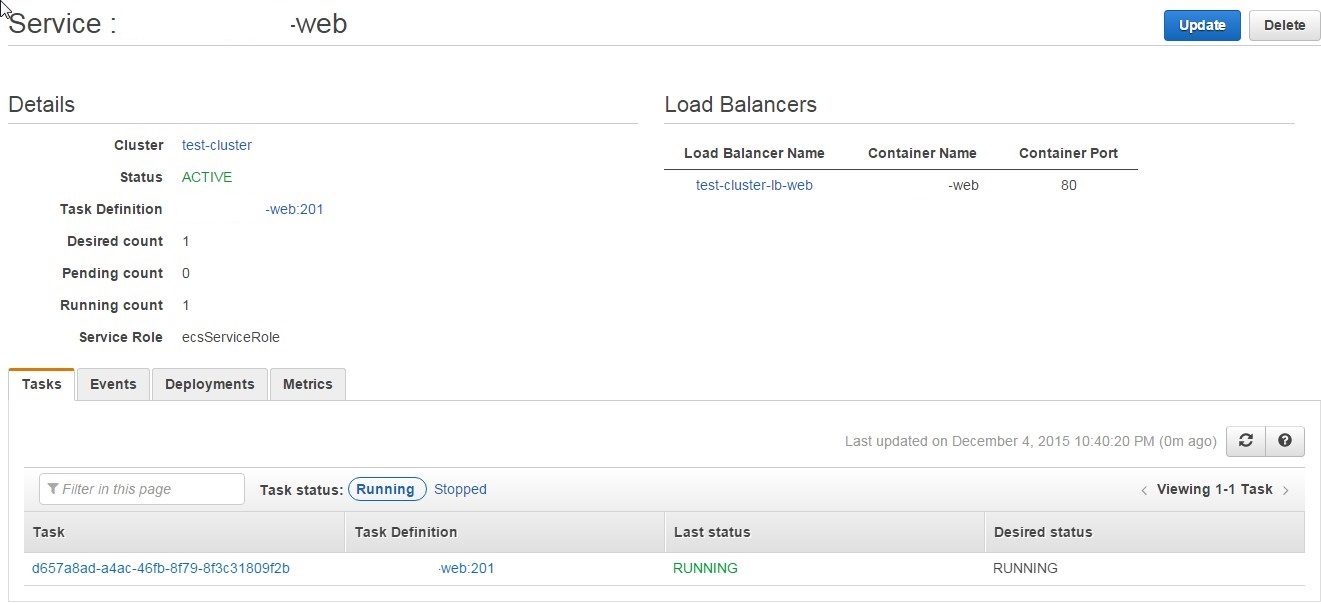 Service : -web
Update Delete
Details
Cluster test-cluster
Status ACTIVE
Task Definition -web:201
Desired count 1
Pending count 0
Running count 1
Service Role ecsServiceRole
Load Balancers
Load Balancer Name Container Name Container Port
test-cluster-lb-web -web 80
Tasks Events Deployments Metrics
Last updated on December 4, 2015 10:40:20 PM (0m ago)
Filter in this page Task status: Running Stopped < Viewing 1-1 Task >
Task Task Definition Last status Desired status
d657a8ad-a4ac-46fb-8f79-8f3c31809f2b -web:201 RUNNING RUNNING